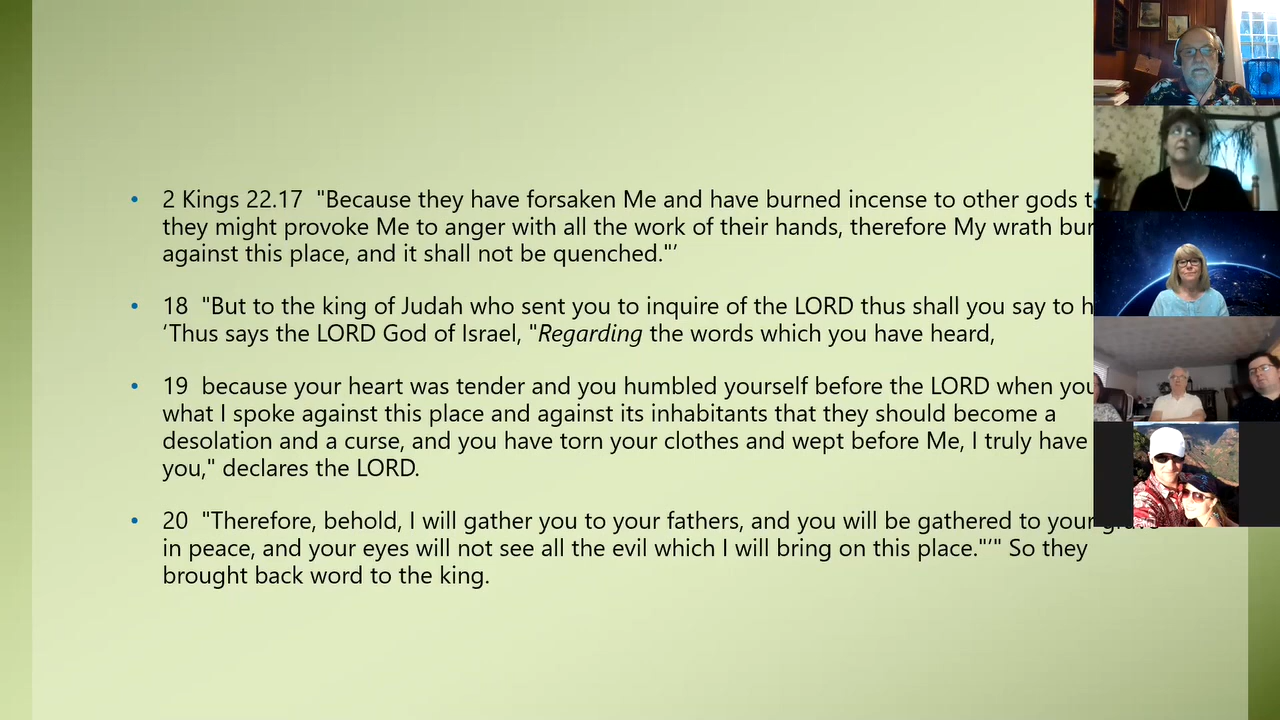 2 Kings 22.17 "Because they have forsaken Me and have burned incense to other gods
they might provoke Me to anger with all the work of their hands, therefore My wrath
against this place, and it shall not be quenched."’
18 "But to the king of Judah who sent you to inquire of the LORD thus shall you say to
‘Thus says the LORD God of Israel, "Regarding the words which you have heard,
19 because your heart was tender and you humbled yourself before the LORD when you
what I spoke against this place and against its inhabitants that they should become a
desolation and a curse, and you have torn your clothes and wept before Me, I truly have
you," declares the LORD.
20 "Therefore, behold, I will gather you to your fathers, and you will be gathered to your
in peace, and your eyes will not see all the evil which I will bring on this place."’" So they
brought back word to the king.